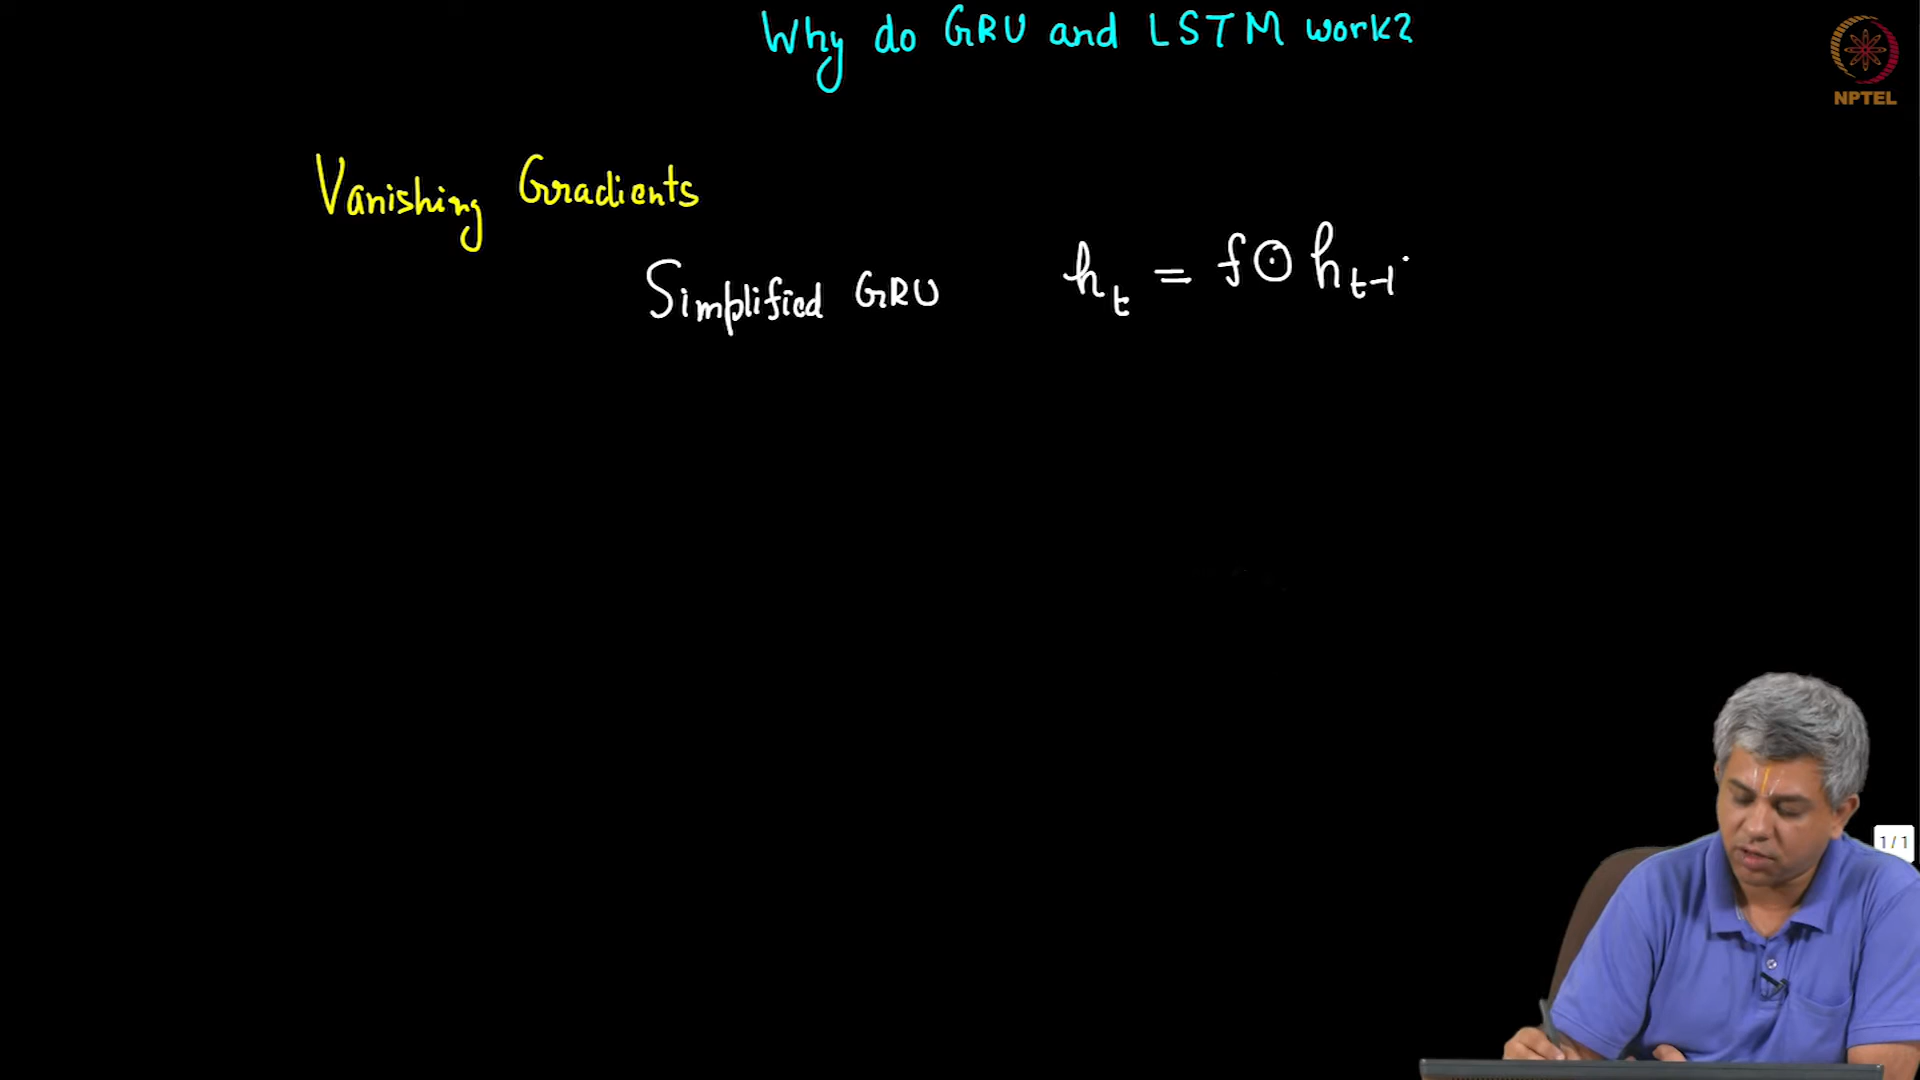 Why do GRU and LSTM work?
NPTEL
Vanishing Gradients
Simplified GRU h_t = f ⊙ h_{t-1}
1/1